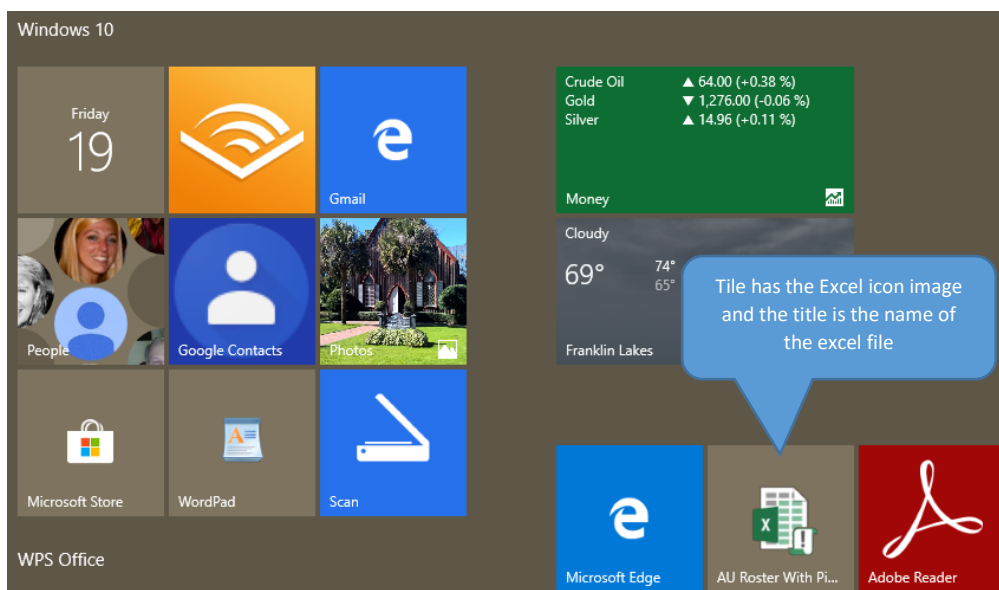 Windows 10
Friday
19
Gmail
Crude Oil ▲ 64.00 (+0.38 %)
Gold ▼ 1,276.00 (-0.06 %)
Silver ▲ 14.96 (+0.11 %)
Money
People
Google Contacts
Photos
Cloudy
69° 74°
65°
Franklin Lakes
Tile has the Excel icon image
and the title is the name of
the excel file
Microsoft Store
WordPad
Scan
Microsoft Edge
AU Roster With Pi...
Adobe Reader
WPS Office